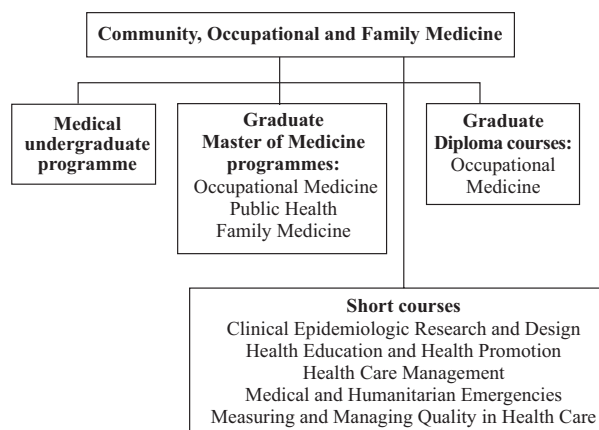 Community, Occupational and Family Medicine
Medical
undergraduate
programme
Graduate
Master of Medicine
programmes:
Occupational Medicine
Public Health
Family Medicine
Graduate
Diploma courses:
Occupational
Medicine
Short courses
Clinical Epidemiologic Research and Design
Health Education and Health Promotion
Health Care Management
Medical and Humanitarian Emergencies
Measuring and Managing Quality in Health Care